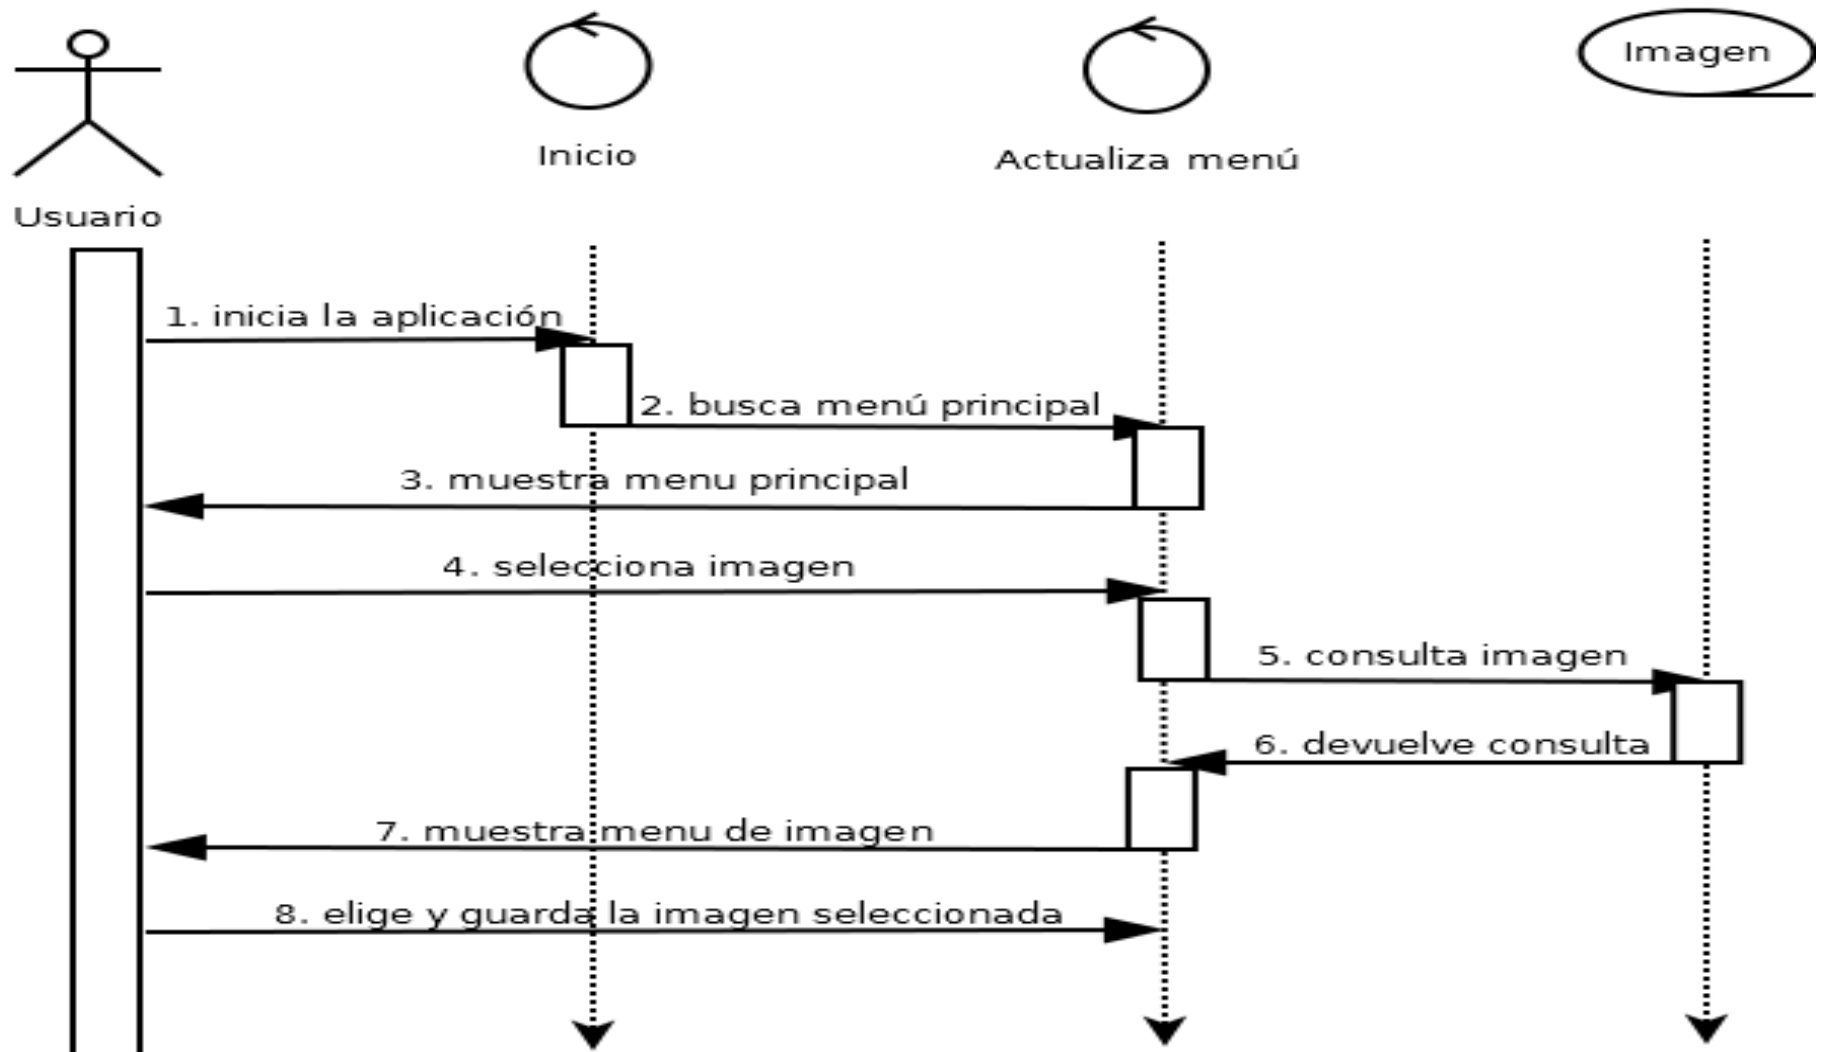 Imagen
Inicio
Actualiza menú
Usuario
1. inicia la aplicación
2. busca menú principal
3. muestra menu principal
4. selecciona imagen
5. consulta imagen
6. devuelve consulta
7. muestra menu de imagen
8. elige y guarda la imagen seleccionada